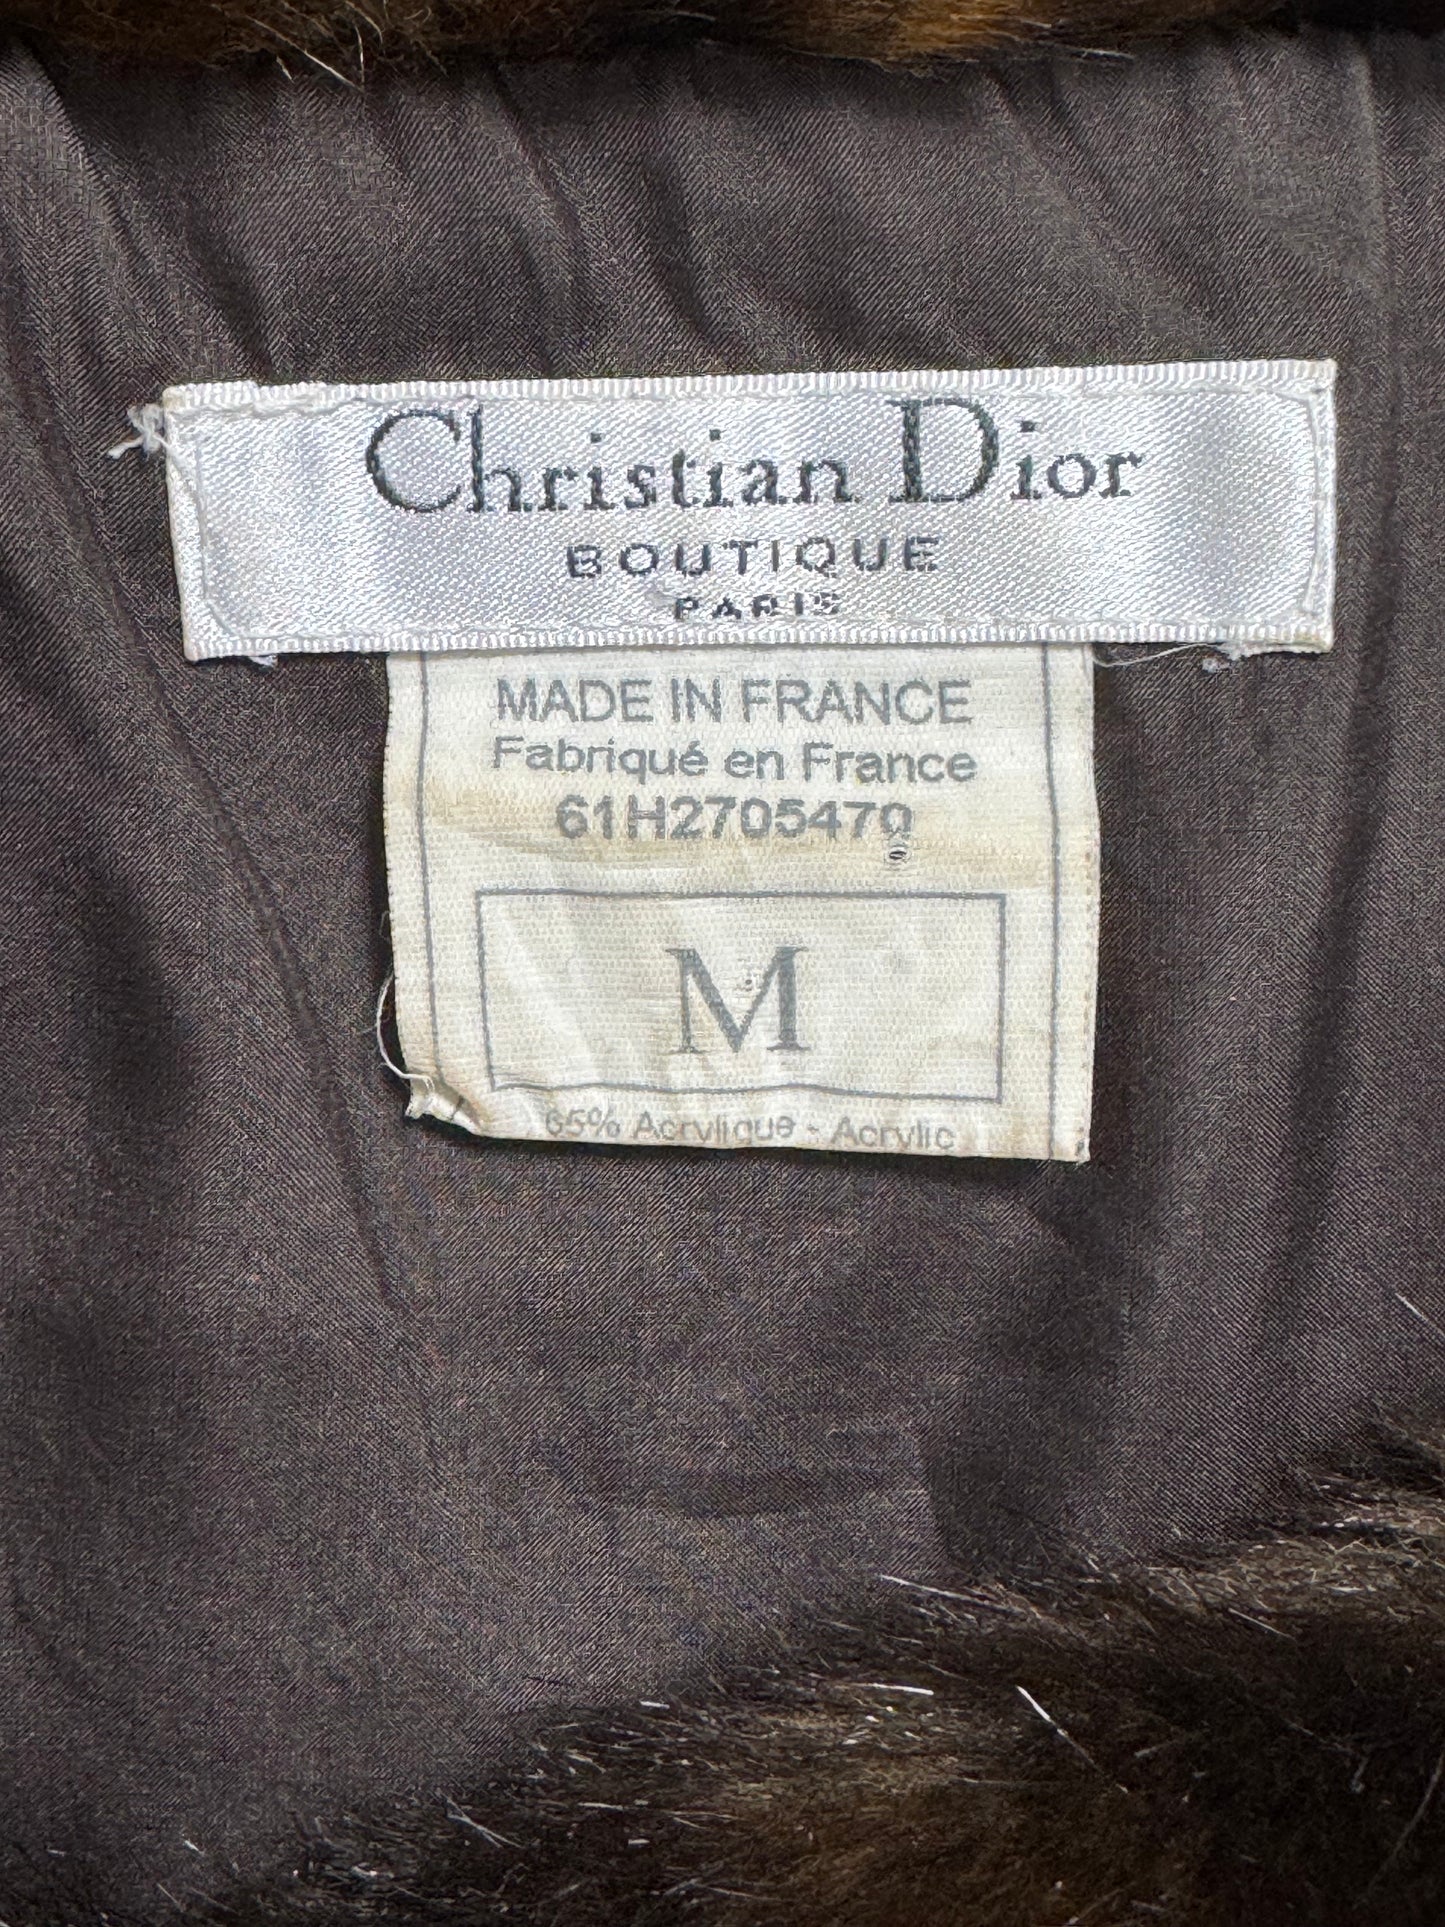 Christian Dior
BOUTIQUE
PARIS
MADE IN FRANCE
Fabriqué en France
61H2705470
M
65% Acrylique - Acrylic